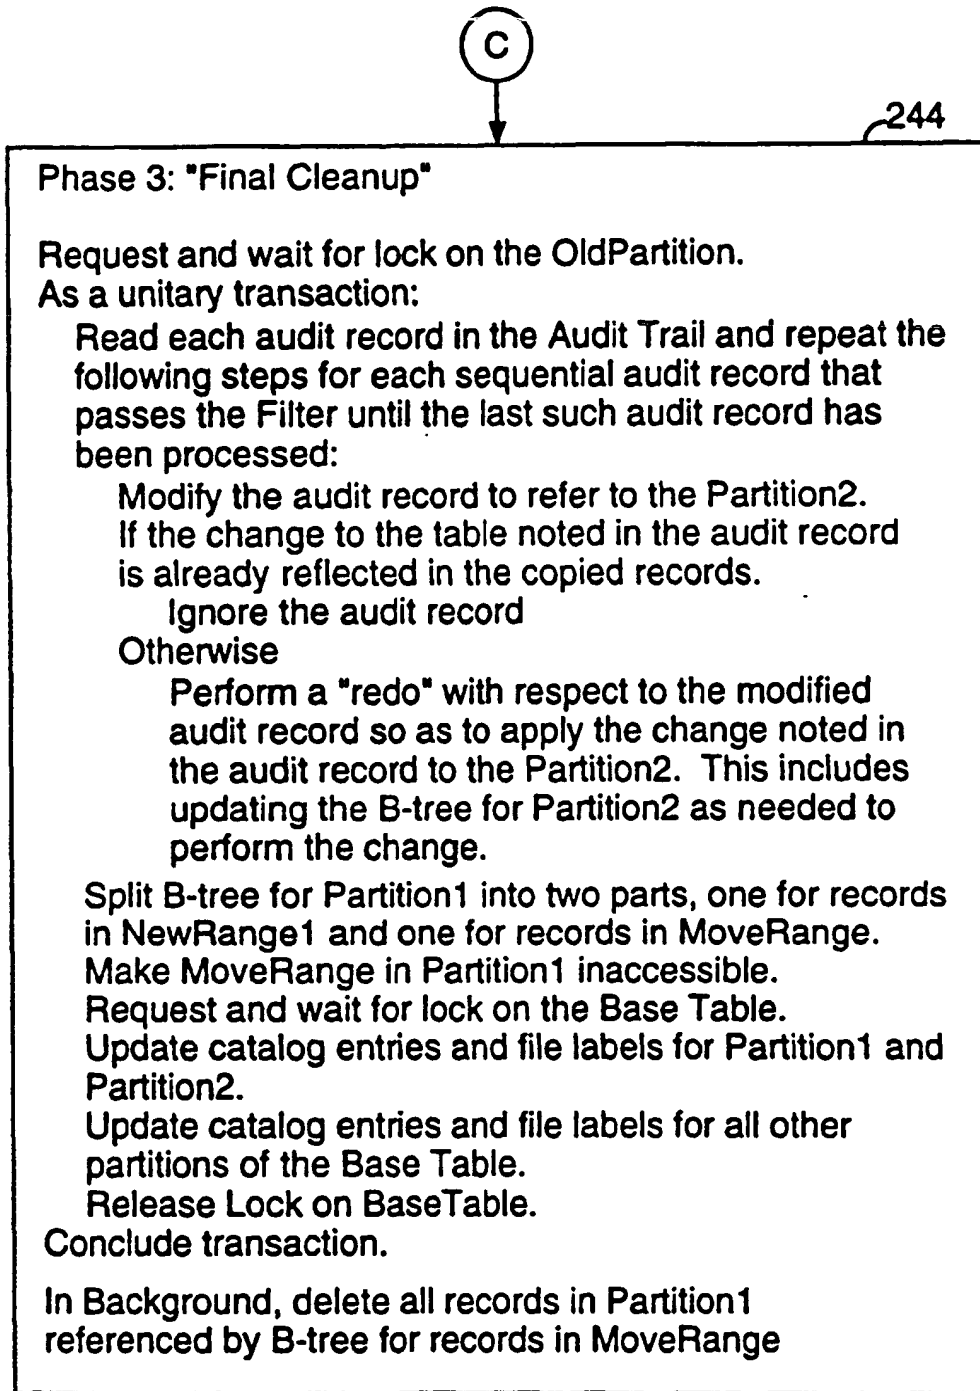 C
244
Phase 3: "Final Cleanup"
Request and wait for lock on the OldPartition.
As a unitary transaction:
Read each audit record in the Audit Trail and repeat the
following steps for each sequential audit record that
passes the Filter until the last such audit record has
been processed:
Modify the audit record to refer to the Partition2.
If the change to the table noted in the audit record
is already reflected in the copied records.
Ignore the audit record
Otherwise
Perform a "redo" with respect to the modified
audit record so as to apply the change noted in
the audit record to the Partition2. This includes
updating the B-tree for Partition2 as needed to
perform the change.
Split B-tree for Partition1 into two parts, one for records
in NewRange1 and one for records in MoveRange.
Make MoveRange in Partition1 inaccessible.
Request and wait for lock on the Base Table.
Update catalog entries and file labels for Partition1 and
Partition2.
Update catalog entries and file labels for all other
partitions of the Base Table.
Release Lock on BaseTable.
Conclude transaction.
In Background, delete all records in Partition1
referenced by B-tree for records in MoveRange